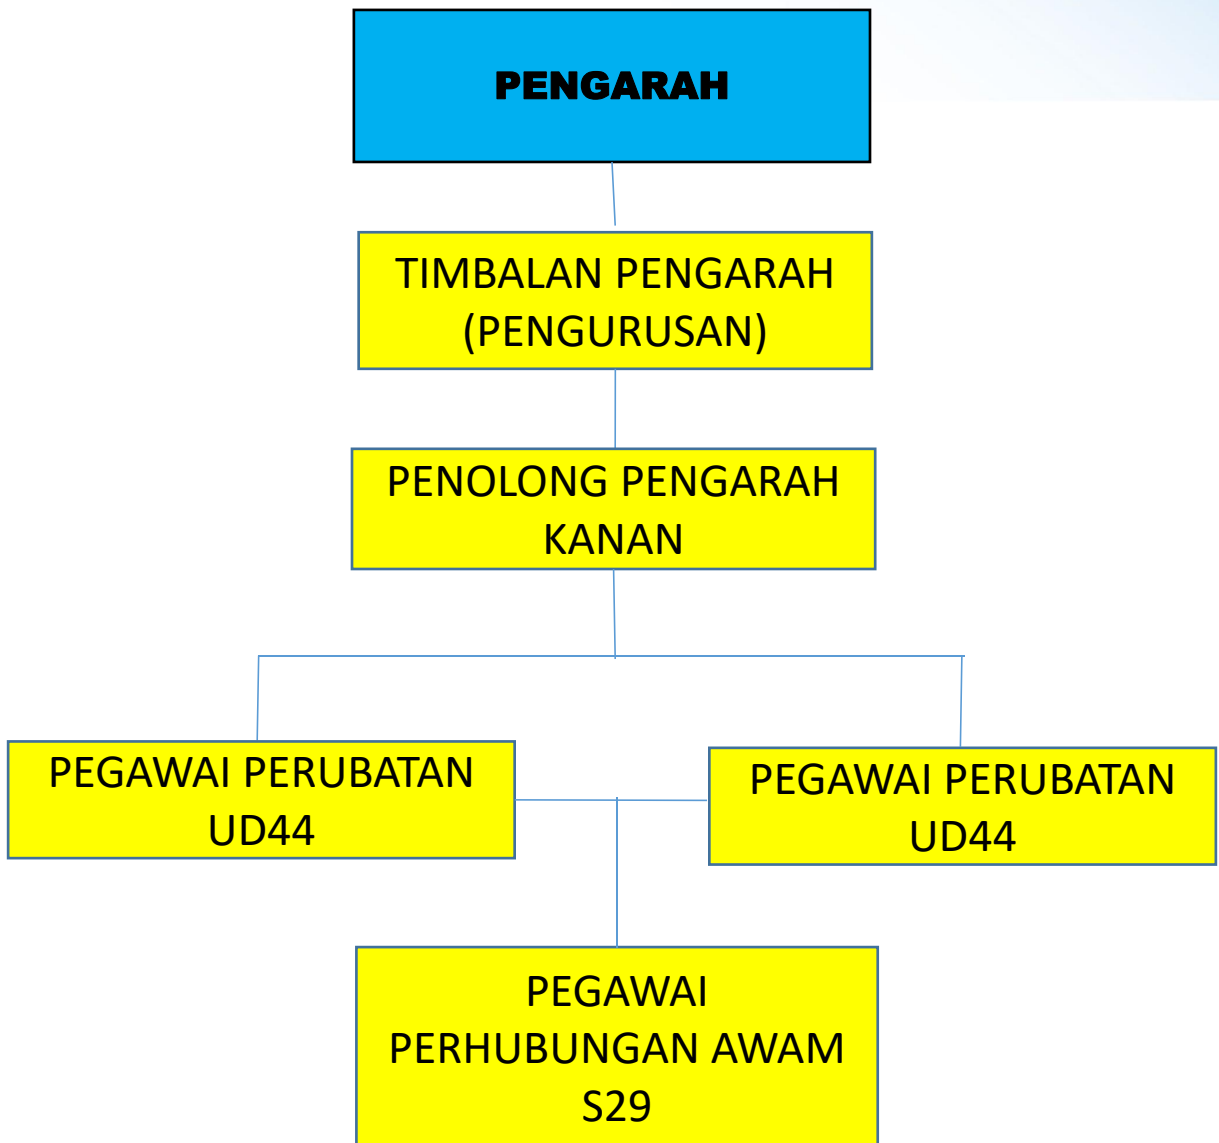 PENGARAH
TIMBALAN PENGARAH
(PENGURUSAN)
PENOLONG PENGARAH
KANAN
PEGAWAI PERUBATAN
UD44
PEGAWAI PERUBATAN
UD44
PEGAWAI
PERHUBUNGAN AWAM
S29